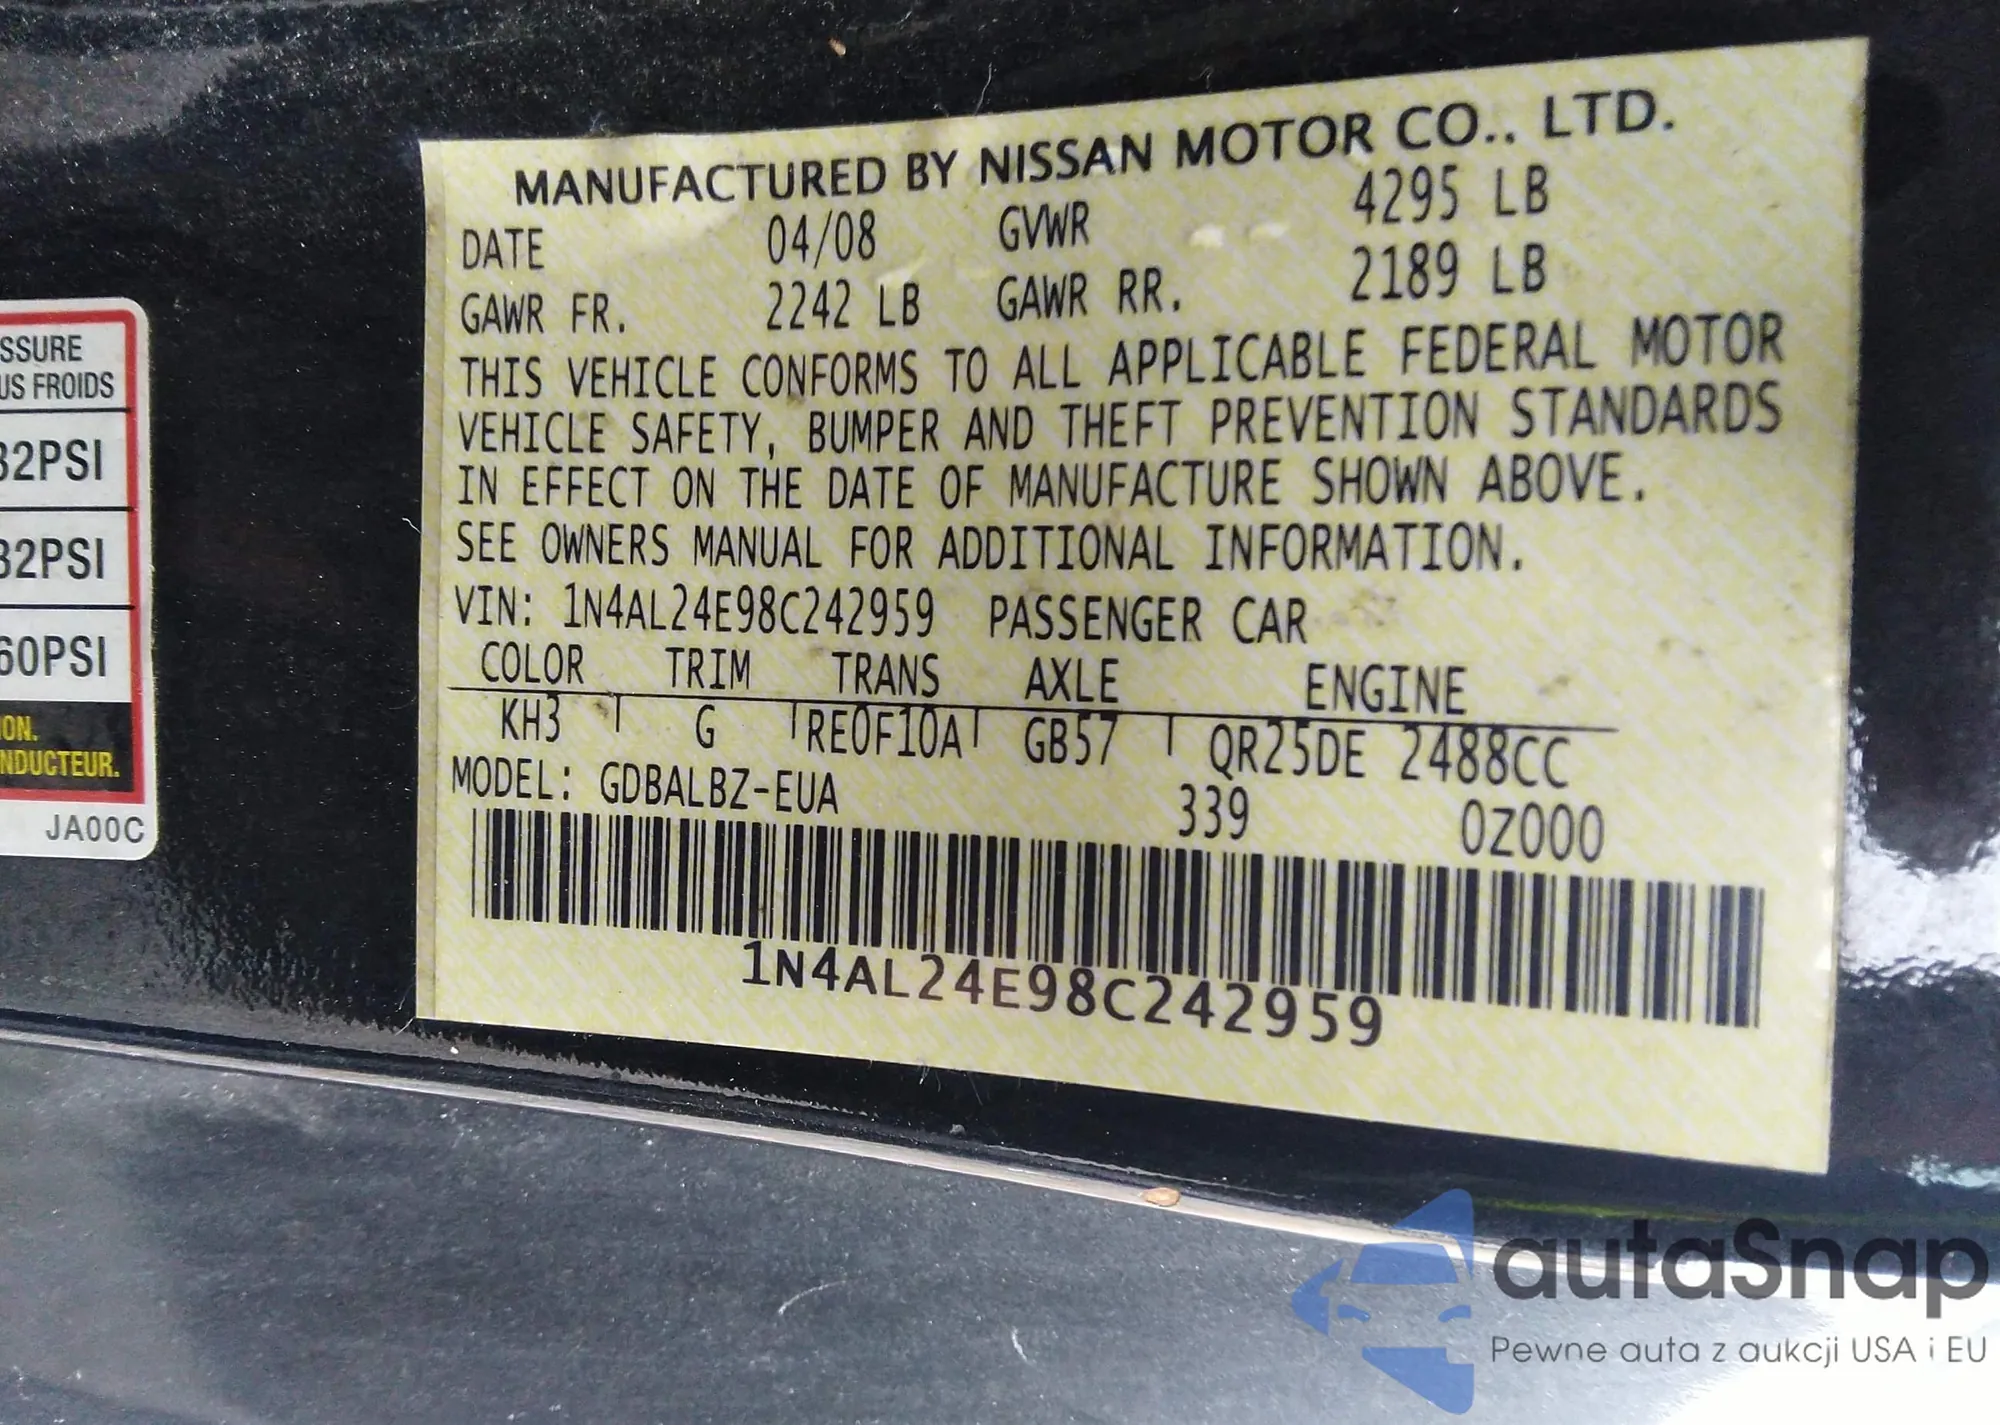 MANUFACTURED BY NISSAN MOTOR CO., LTD.
DATE 04/08 GVWR 4295 LB
GAWR FR. 2242 LB GAWR RR. 2189 LB
THIS VEHICLE CONFORMS TO ALL APPLICABLE FEDERAL MOTOR
VEHICLE SAFETY, BUMPER AND THEFT PREVENTION STANDARDS
IN EFFECT ON THE DATE OF MANUFACTURE SHOWN ABOVE.
SEE OWNERS MANUAL FOR ADDITIONAL INFORMATION.
VIN: 1N4AL24E98C242959 PASSENGER CAR
COLOR TRIM TRANS AXLE ENGINE
KH3 G RE0F10A GB57 QR25DE 2488CC
MODEL: GDBALBZ-EUA 339 0Z000
1N4AL24E98C242959
SSURE
US FROIDS
32PSI
32PSI
60PSI
ION.
NDUCTEUR.
JA00C
autaSnap
Pewne auta z aukcji USA i EU